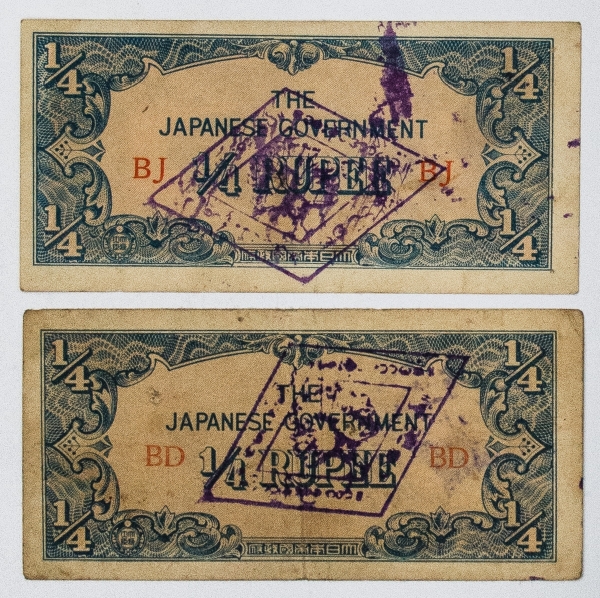 1/4 1/4
THE
JAPANESE GOVERNMENT
BJ 1/4 RUPEE BJ
1/4 1/4
1/4 1/4
THE
JAPANESE GOVERNMENT
BD 1/4 RUPEE BD
1/4 1/4